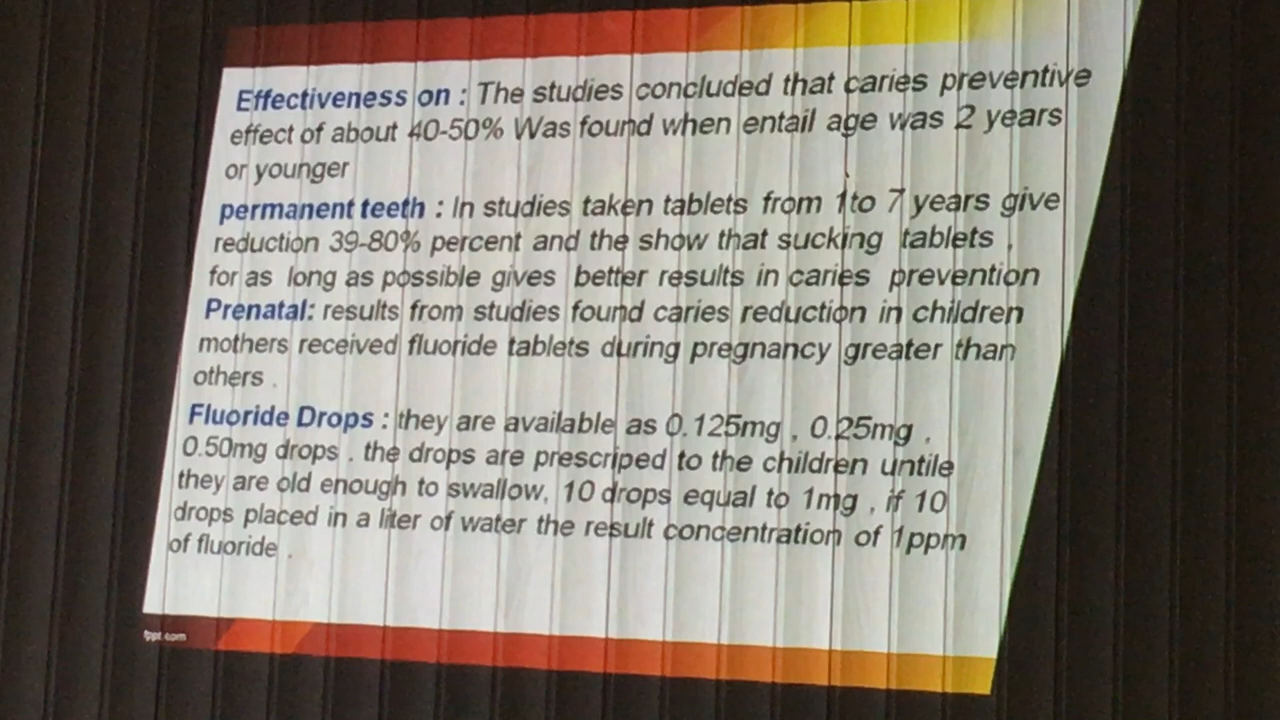 Effectiveness on : The studies concluded that caries preventive
effect of about 40-50% Was found when entail age was 2 years
or younger
permanent teeth : In studies taken tablets from 1to 7 years give
reduction 39-80% percent and the show that sucking tablets ,
for as long as possible gives better results in caries prevention
Prenatal: results from studies found caries reduction in children
mothers received fluoride tablets during pregnancy greater than
others .
Fluoride Drops : they are available as 0.125mg , 0.25mg ,
0.50mg drops . the drops are prescriped to the children untile
they are old enough to swallow, 10 drops equal to 1mg , if 10
drops placed in a liter of water the result concentration of 1ppm
of fluoride .
fppt.com